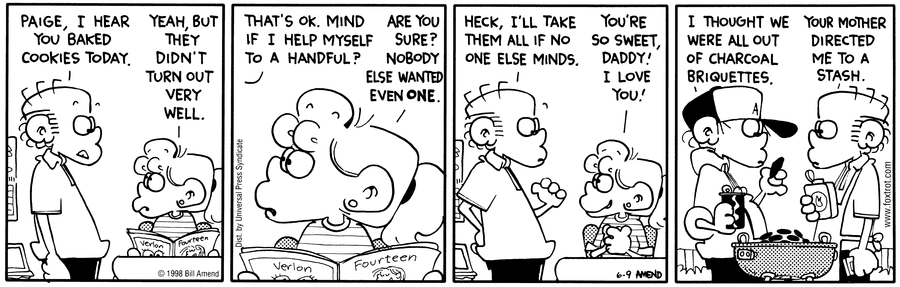 PAIGE, I HEAR
YOU BAKED
COOKIES TODAY.
YEAH, BUT
THEY
DIDN'T
TURN OUT
VERY
WELL.
Verlon
Fourteen
© 1998 Bill Amend
THAT'S OK. MIND
IF I HELP MYSELF
TO A HANDFUL?
ARE YOU
SURE?
NOBODY
ELSE WANTED
EVEN ONE.
Dist. by Universal Press Syndicate
Verlon
Fourteen
HECK, I'LL TAKE
THEM ALL IF NO
ONE ELSE MINDS.
YOU'RE
SO SWEET,
DADDY!
I LOVE
YOU!
6-9 AMEND
I THOUGHT WE
WERE ALL OUT
OF CHARCOAL
BRIQUETTES.
YOUR MOTHER
DIRECTED
ME TO A
STASH.
A
www.foxtrot.com